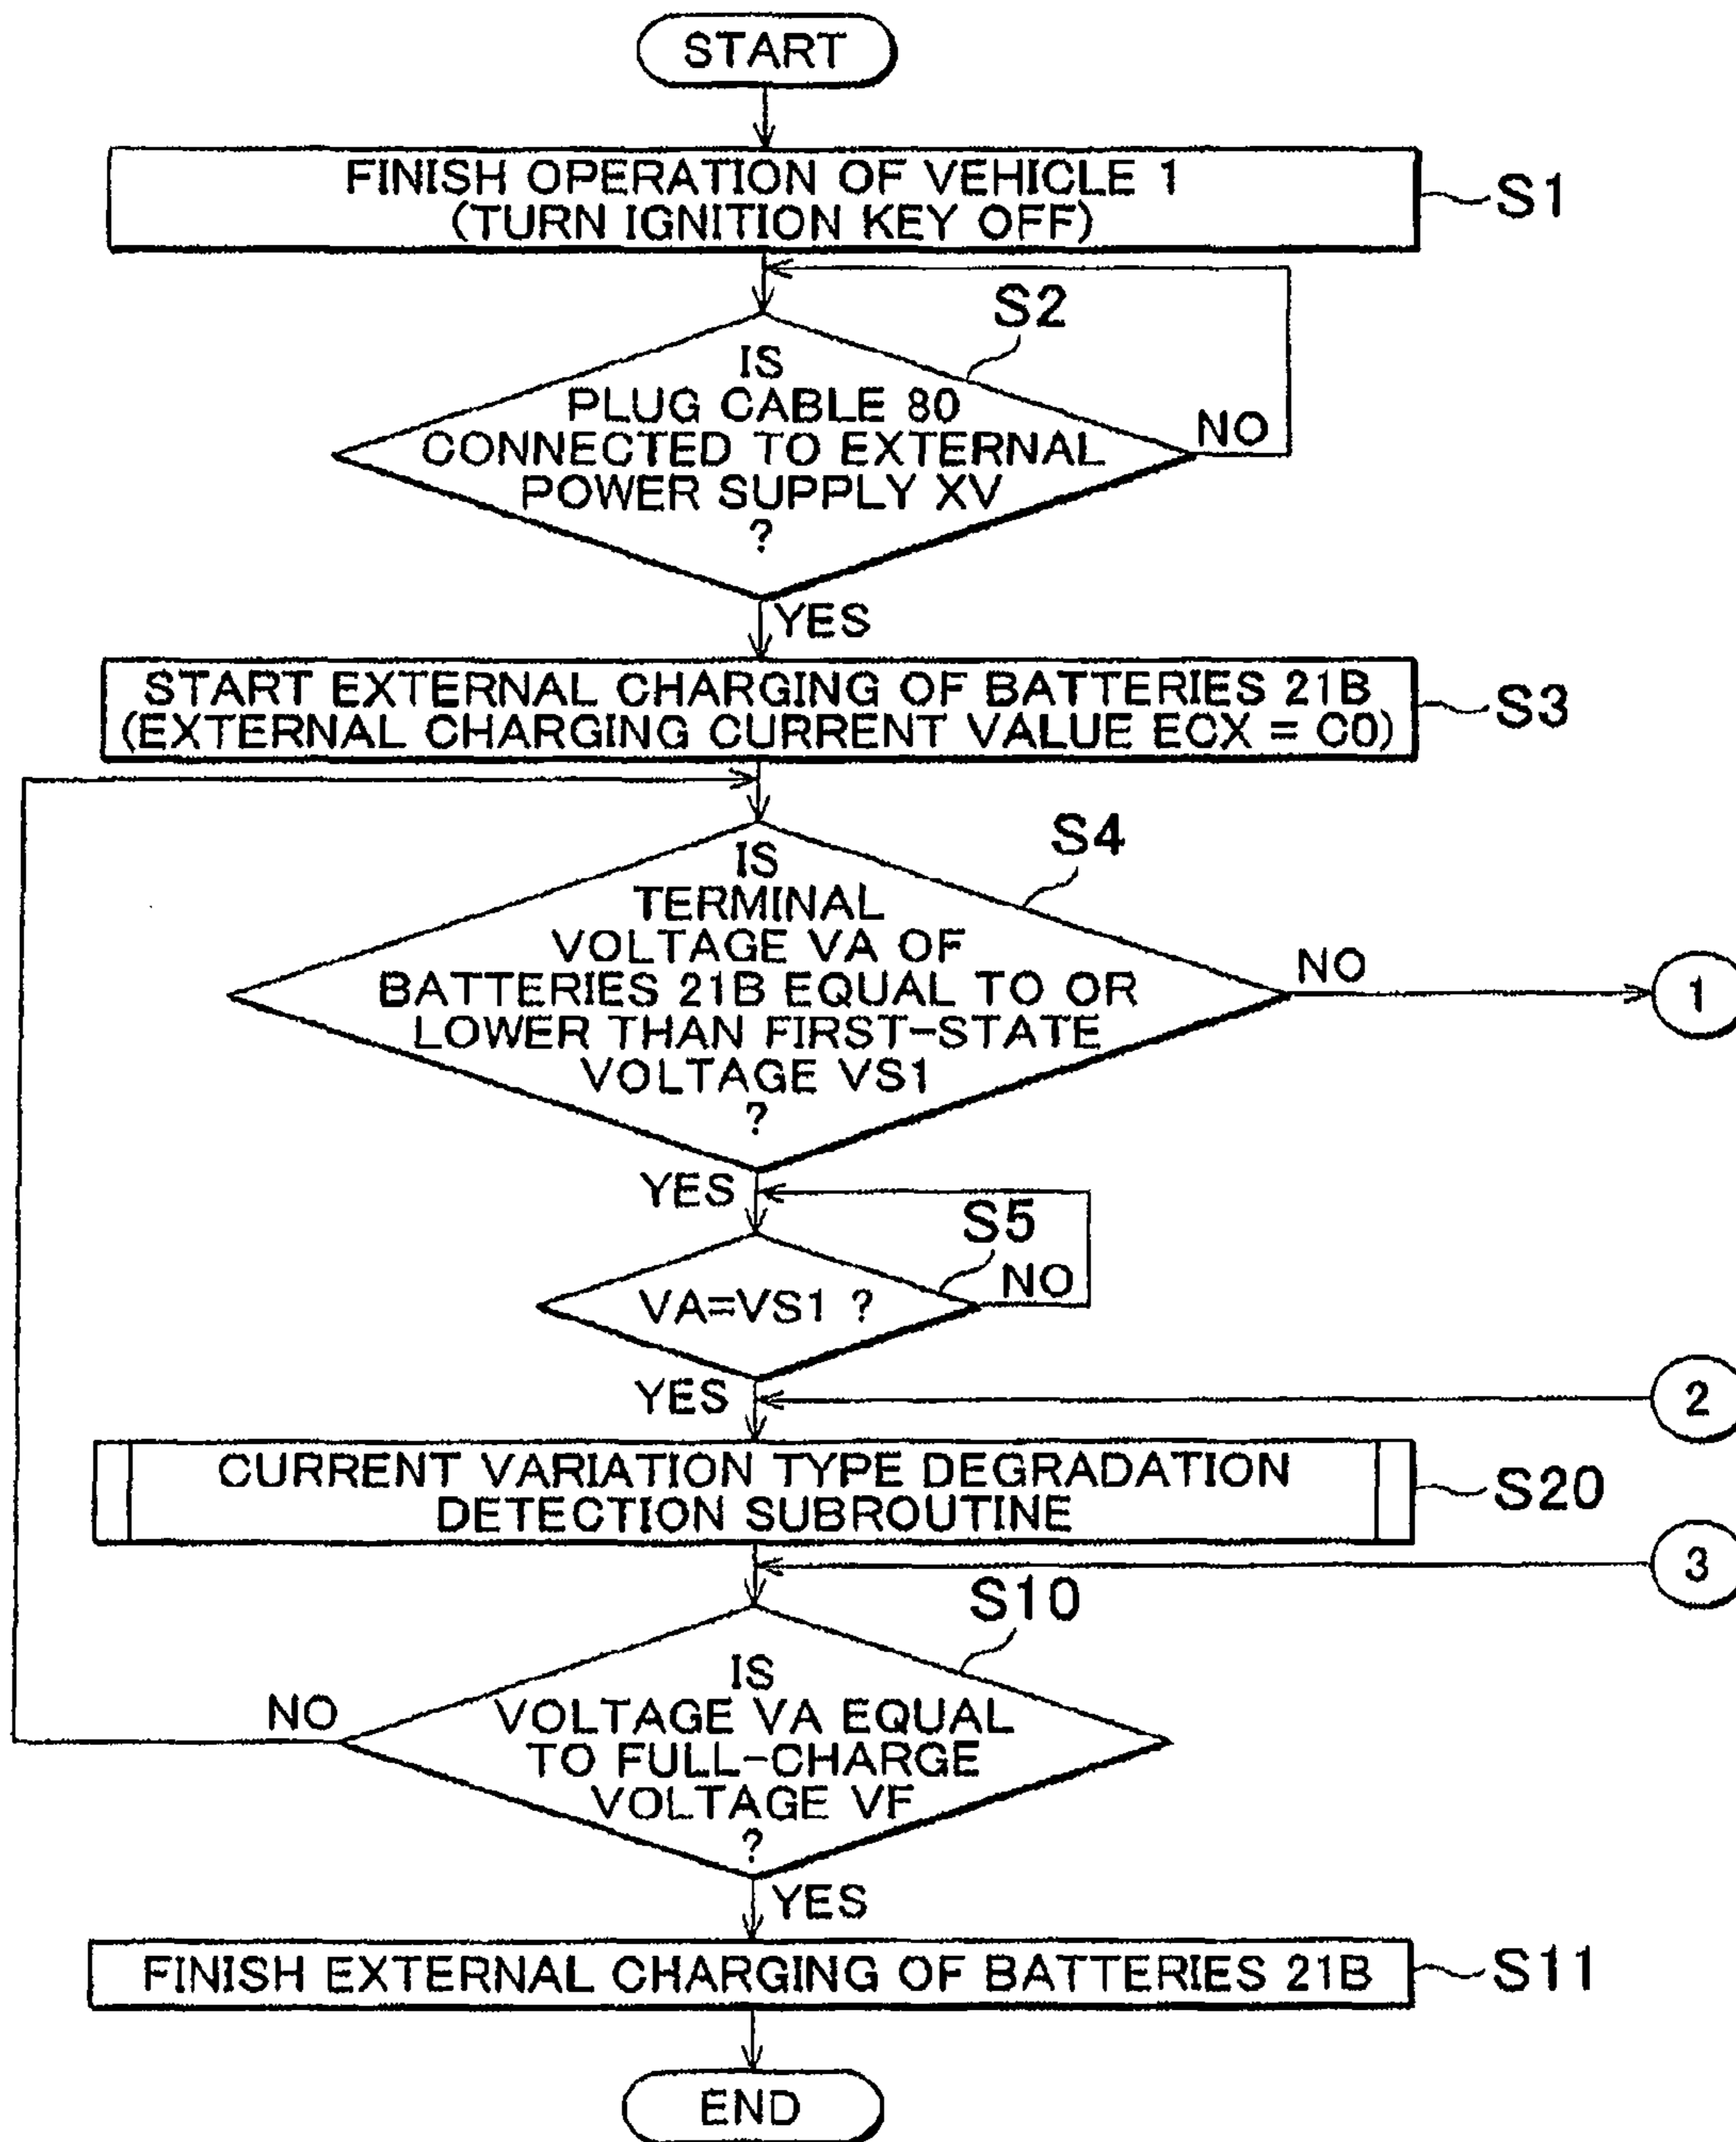 START
FINISH OPERATION OF VEHICLE 1
(TURN IGNITION KEY OFF)
S1
S2
IS
PLUG CABLE 80
CONNECTED TO EXTERNAL
POWER SUPPLY XV
?
NO
YES
START EXTERNAL CHARGING OF BATTERIES 21B
(EXTERNAL CHARGING CURRENT VALUE ECX = C0)
S3
S4
IS
TERMINAL
VOLTAGE VA OF
BATTERIES 21B EQUAL TO OR
LOWER THAN FIRST-STATE
VOLTAGE VS1
?
NO
1
YES
S5
VA=VS1 ?
NO
YES
2
CURRENT VARIATION TYPE DEGRADATION
DETECTION SUBROUTINE
S20
3
S10
IS
VOLTAGE VA EQUAL
TO FULL-CHARGE
VOLTAGE VF
?
NO
YES
FINISH EXTERNAL CHARGING OF BATTERIES 21B
S11
END